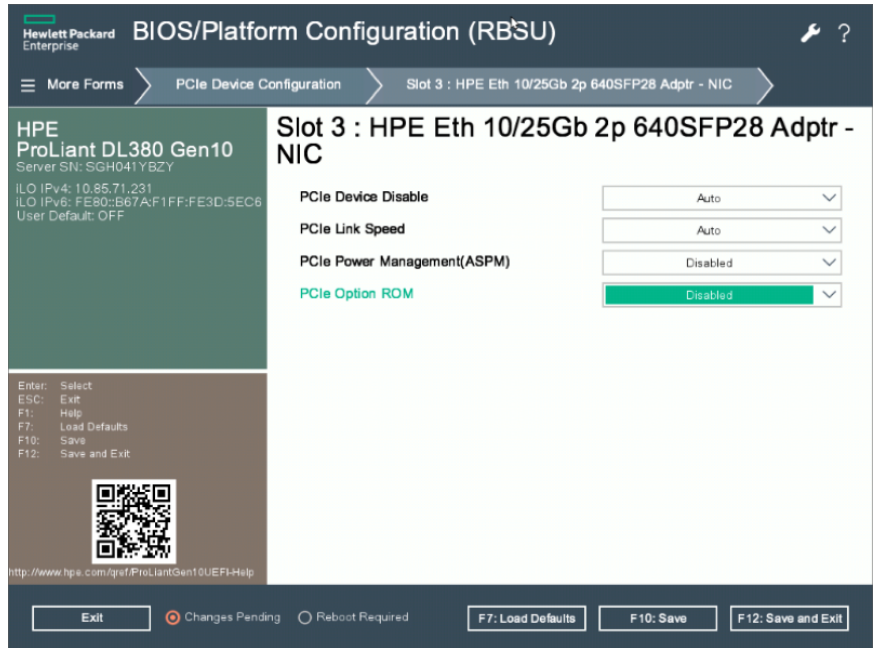 Hewlett Packard
Enterprise
BIOS/Platform Configuration (RBSU)
?
More Forms
PCIe Device Configuration
Slot 3 : HPE Eth 10/25Gb 2p 640SFP28 Adptr - NIC
HPE
ProLiant DL380 Gen10
Server SN: SGH041YBZY
iLO IPv4: 10.85.71.231
iLO IPv6: FE80::B67A:F1FF:FE3D:5EC6
User Default: OFF
Slot 3 : HPE Eth 10/25Gb 2p 640SFP28 Adptr -
NIC
PCIe Device Disable Auto
PCIe Link Speed Auto
PCIe Power Management(ASPM) Disabled
PCIe Option ROM Disabled
Enter: Select
ESC: Exit
F1: Help
F7: Load Defaults
F10: Save
F12: Save and Exit
http://www.hpe.com/qref/ProLiantGen10UEFI-Help
Exit
Changes Pending
Reboot Required
F7: Load Defaults
F10: Save
F12: Save and Exit